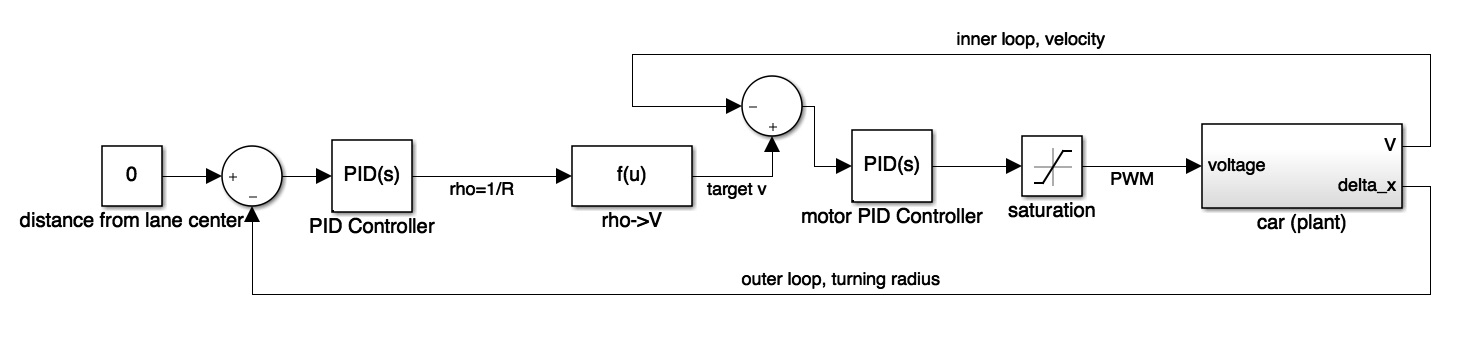 inner loop, velocity
−
+
0
+
−
PID(s)
rho=1/R
f(u)
target v
PID(s)
PWM
voltage
V
delta_x
distance from lane center
PID Controller
rho->V
motor PID Controller
saturation
car (plant)
outer loop, turning radius